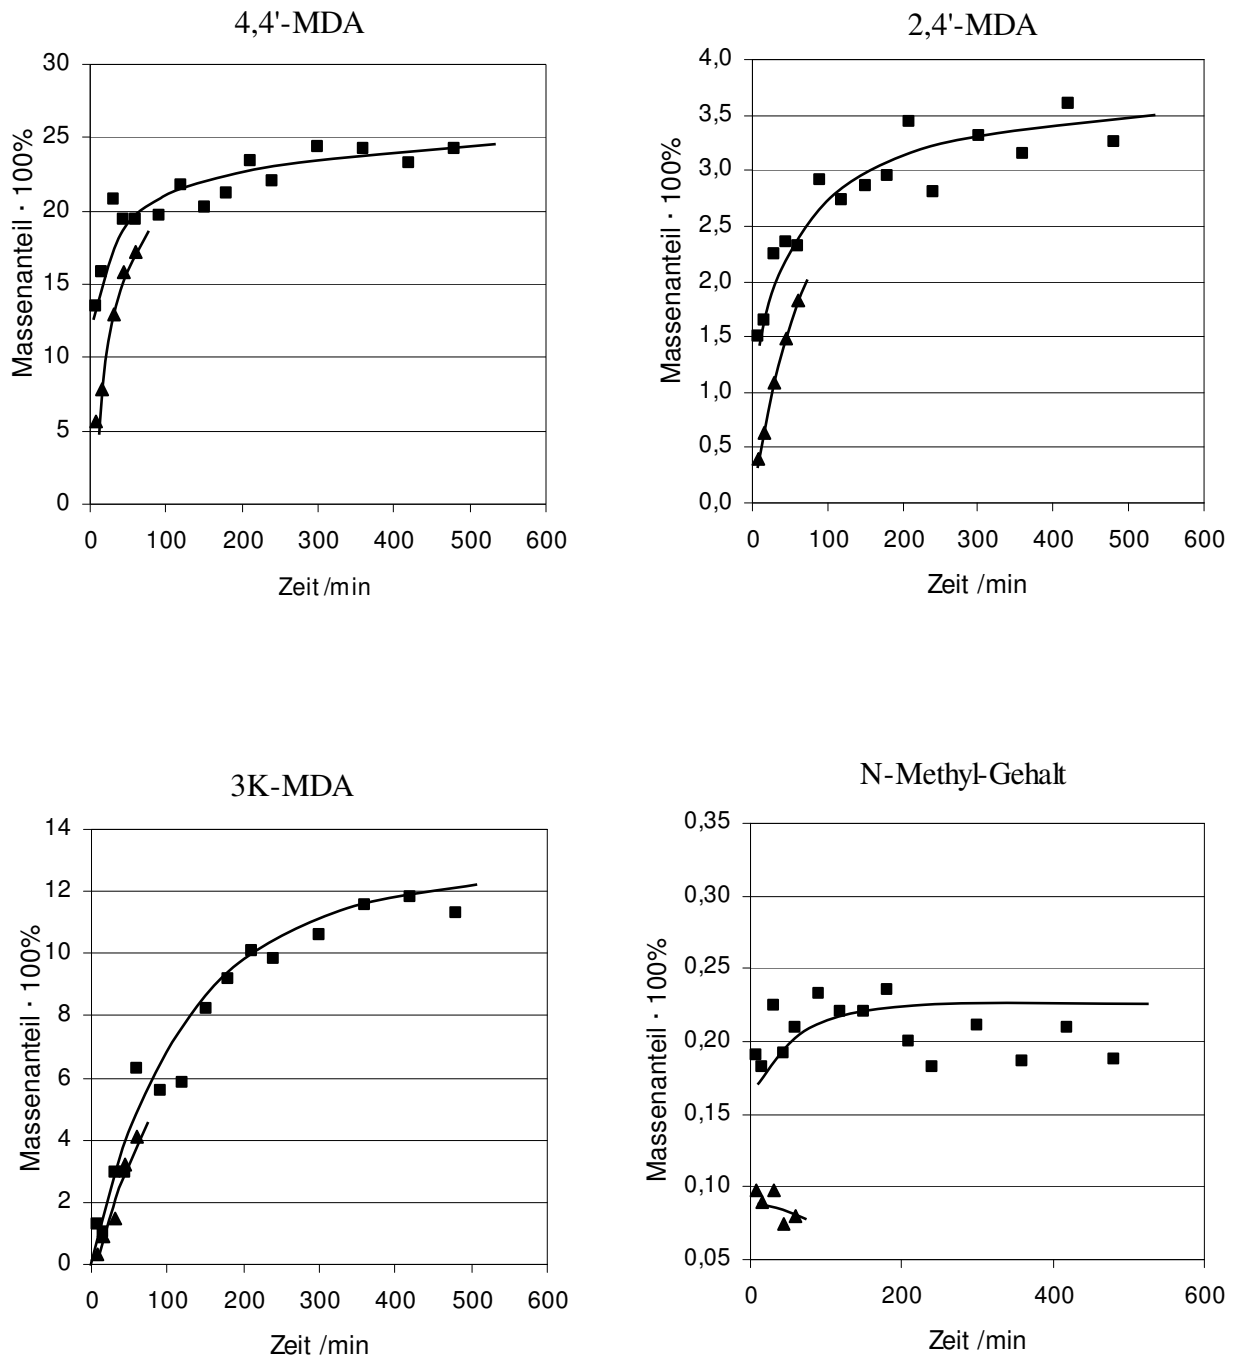 4,4'-MDA
30
25
20
15
10
5
0
Massenanteil · 100%
0 100 200 300 400 500 600
Zeit /min
2,4'-MDA
4,0
3,5
3,0
2,5
2,0
1,5
1,0
0,5
0,0
Massenanteil · 100%
0 100 200 300 400 500 600
Zeit /min
3K-MDA
14
12
10
8
6
4
2
0
Massenanteil · 100%
0 100 200 300 400 500 600
Zeit /min
N-Methyl-Gehalt
0,35
0,30
0,25
0,20
0,15
0,10
0,05
Massenanteil · 100%
0 200 400 600
Zeit /min